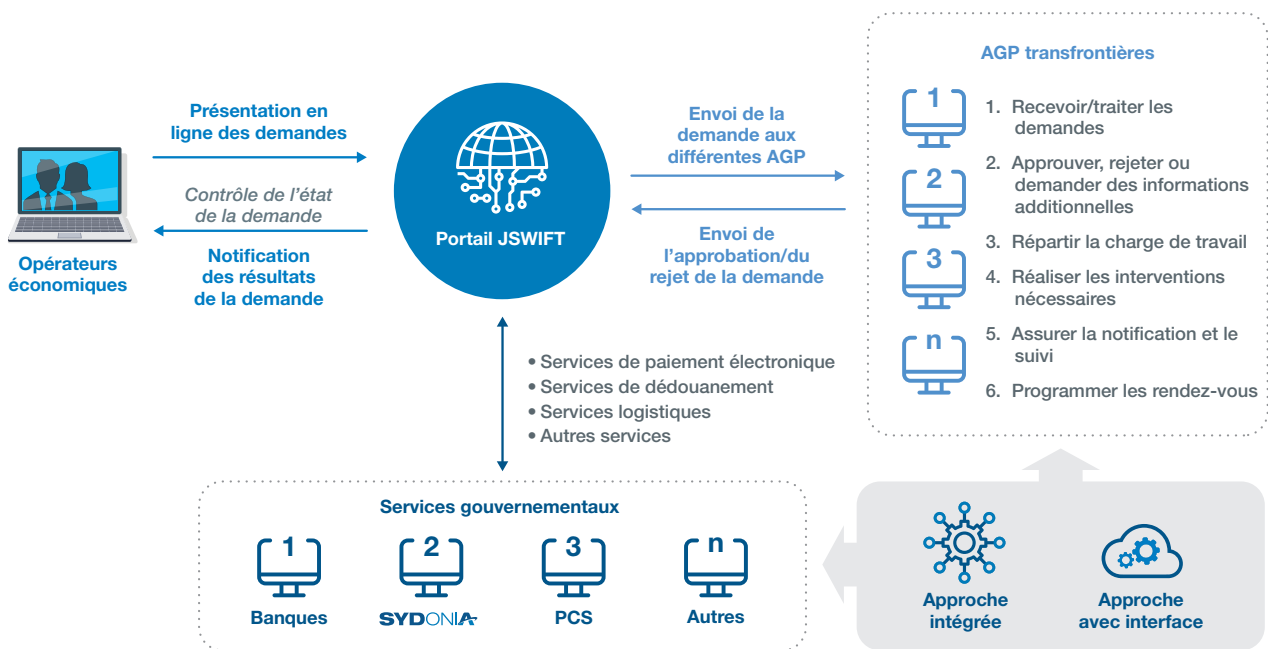 Présentation en
ligne des demandes
Contrôle de l'état
de la demande
Notification
des résultats
de la demande
Opérateurs
économiques
Portail JSWIFT
Envoi de la
demande aux
différentes AGP
Envoi de
l'approbation/du
rejet de la demande
AGP transfrontières
1
2
3
n
1. Recevoir/traiter les
demandes
2. Approuver, rejeter ou
demander des informations
additionnelles
3. Répartir la charge de travail
4. Réaliser les interventions
nécessaires
5. Assurer la notification et le
suivi
6. Programmer les rendez-vous
• Services de paiement électronique
• Services de dédouanement
• Services logistiques
• Autres services
Services gouvernementaux
1
2
3
n
Banques
SYDONIA
PCS
Autres
Approche
intégrée
Approche
avec interface